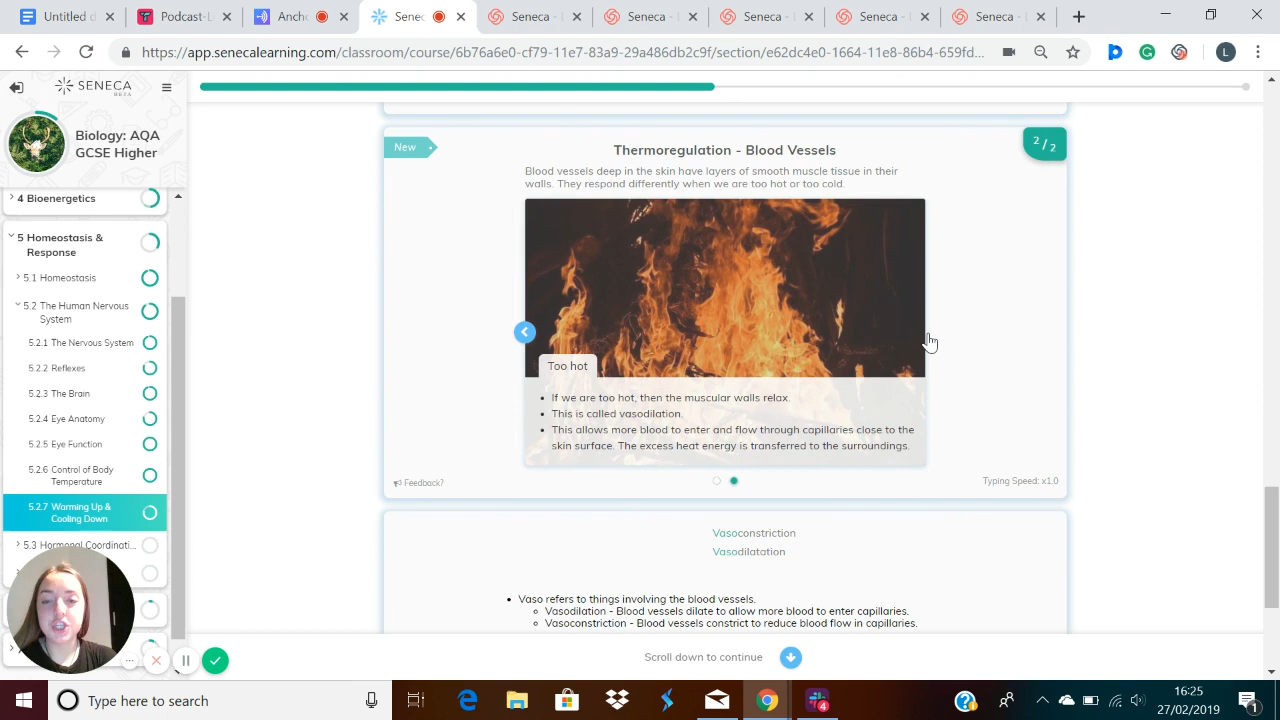 Untitled d
Podcast-L
Ancho
Senec
Seneca - L
Seneca - L
Seneca - L
Seneca - L
Seneca - L
https://app.senecalearning.com/classroom/course/6b76a6e0-cf79-11e7-83a9-29a486db2c9f/section/e62dc4e0-1664-11e8-86b4-659fd...
L
SENECA
BETA
Biology: AQA
GCSE Higher
4 Bioenergetics
5 Homeostasis &
Response
5.1 Homeostasis
5.2 The Human Nervous
System
5.2.1 The Nervous System
5.2.2 Reflexes
5.2.3 The Brain
5.2.4 Eye Anatomy
5.2.5 Eye Function
5.2.6 Control of Body
Temperature
5.2.7 Warming Up &
Cooling Down
5.3 Hormonal Coordinati...
New
Thermoregulation - Blood Vessels
2/2
Blood vessels deep in the skin have layers of smooth muscle tissue in their
walls. They respond differently when we are too hot or too cold.
Too hot
• If we are too hot, then the muscular walls relax.
• This is called vasodilation.
• This allows more blood to enter and flow through capillaries close to the
skin surface. The excess heat energy is transferred to the surroundings.
Feedback?
Typing Speed: x1.0
Vasoconstriction
Vasodilatation
• Vaso refers to things involving the blood vessels.
Vasodilation - Blood vessels dilate to allow more blood to enter capillaries.
Vasoconstriction - Blood vessels constrict to reduce blood flow in capillaries.
Scroll down to continue
Type here to search
4
16:25
27/02/2019
1